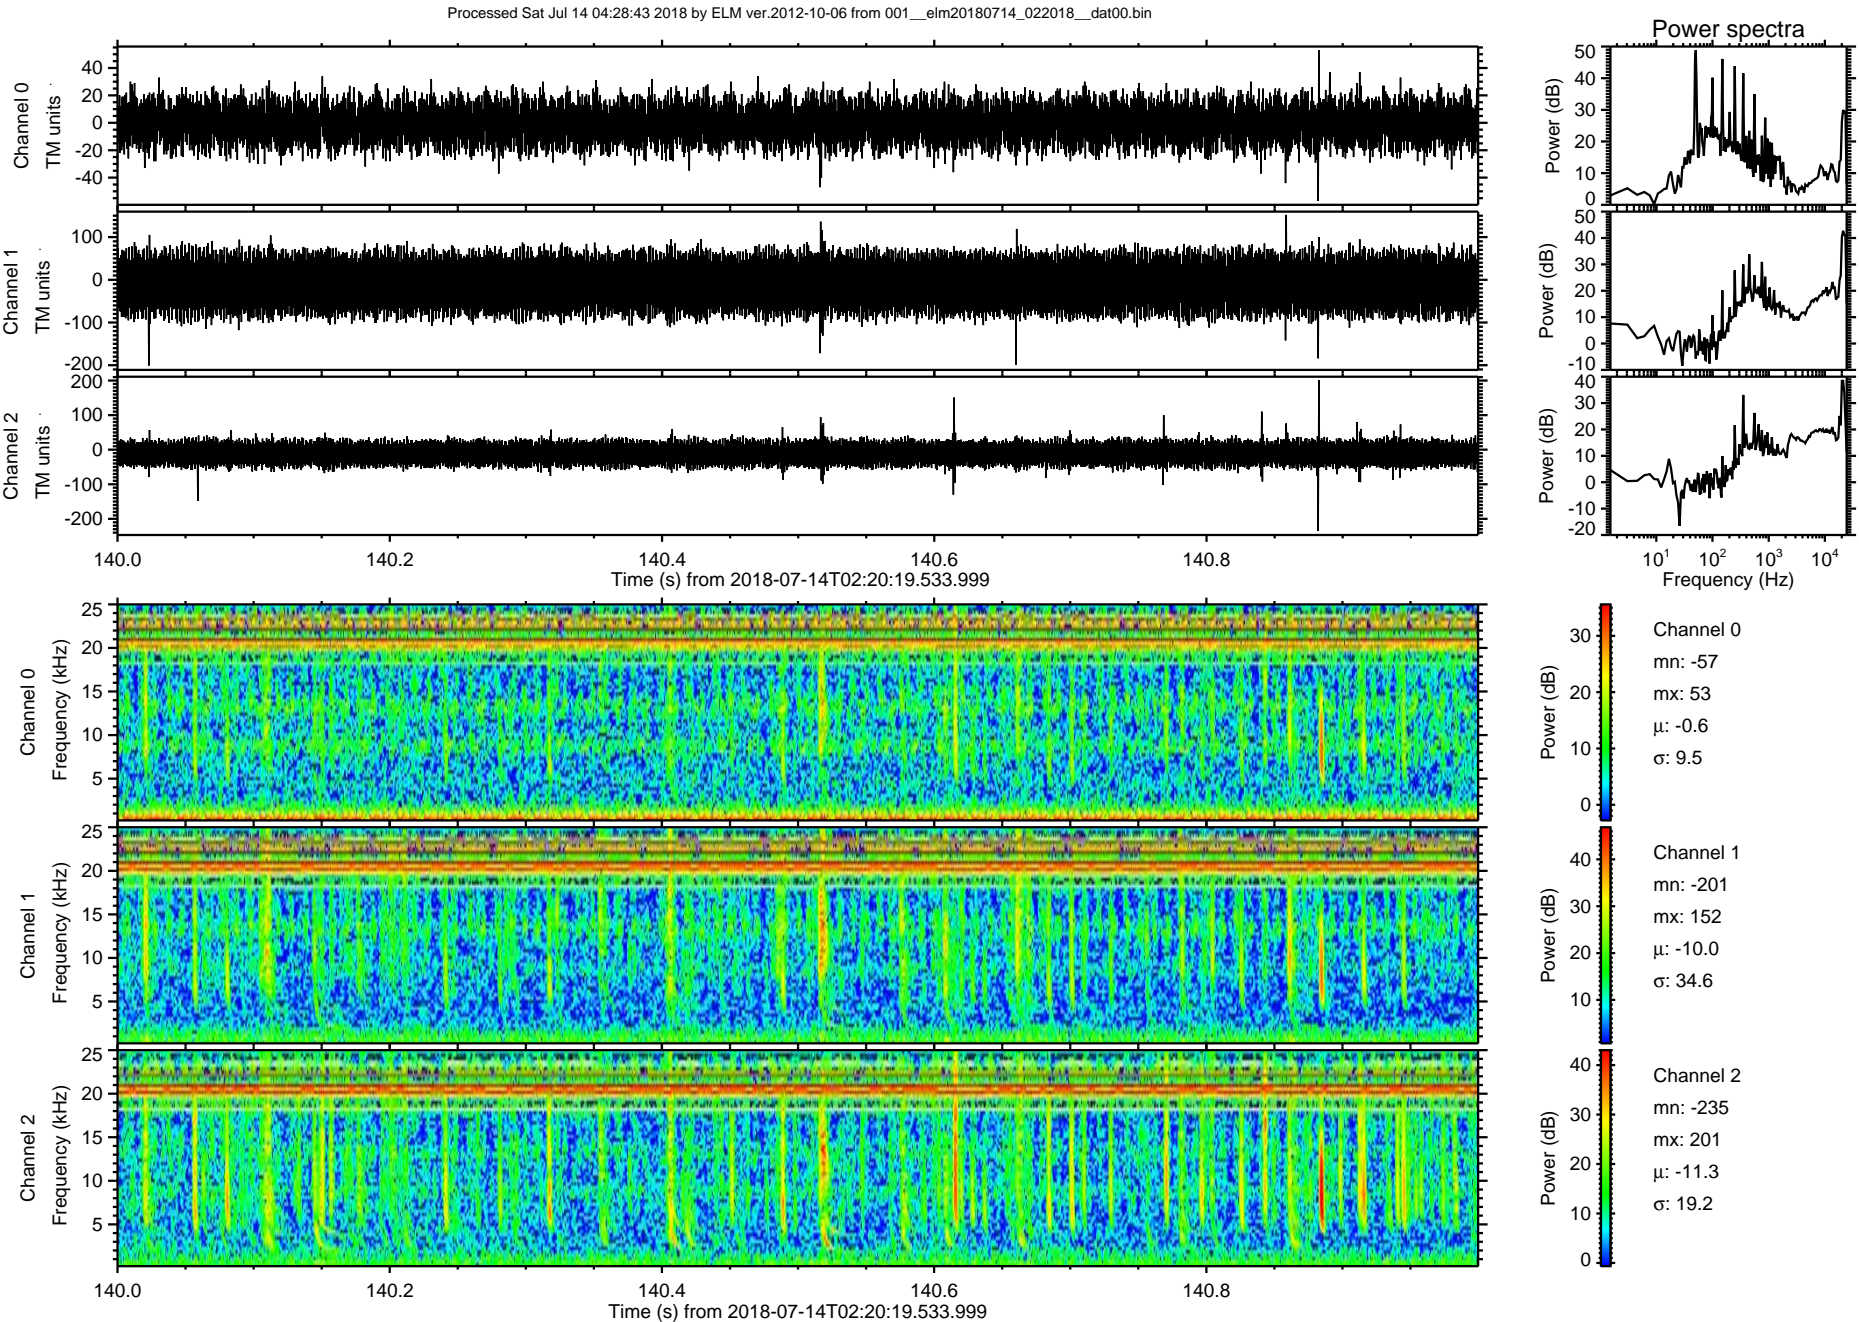 Processed Sat Jul 14 04:28:43 2018 by ELM ver.2012-10-06 from 001__elm20180714_022018__dat00.bin
Power spectra
Channel 0
TM units
40
20
0
-20
-40
Power (dB)
50
40
30
20
10
0
Channel 1
TM units
100
0
-100
-200
Power (dB)
50
40
30
20
10
0
-10
Channel 2
TM units
200
100
0
-100
-200
Power (dB)
40
30
20
10
0
-10
-20
140.0 140.2 140.4 140.6 140.8
Time (s) from 2018-07-14T02:20:19.533.999
10¹ 10² 10³ 10⁴
Frequency (Hz)
Channel 0
Frequency (kHz)
25
20
15
10
5
Power (dB)
30
20
10
0
Channel 0
mn: -57
mx: 53
μ: -0.6
σ: 9.5
Channel 1
Frequency (kHz)
25
20
15
10
5
Power (dB)
40
30
20
10
Channel 1
mn: -201
mx: 152
μ: -10.0
σ: 34.6
Channel 2
Frequency (kHz)
25
20
15
10
5
Power (dB)
40
30
20
10
0
Channel 2
mn: -235
mx: 201
μ: -11.3
σ: 19.2
140.0 140.2 140.4 140.6 140.8
Time (s) from 2018-07-14T02:20:19.533.999